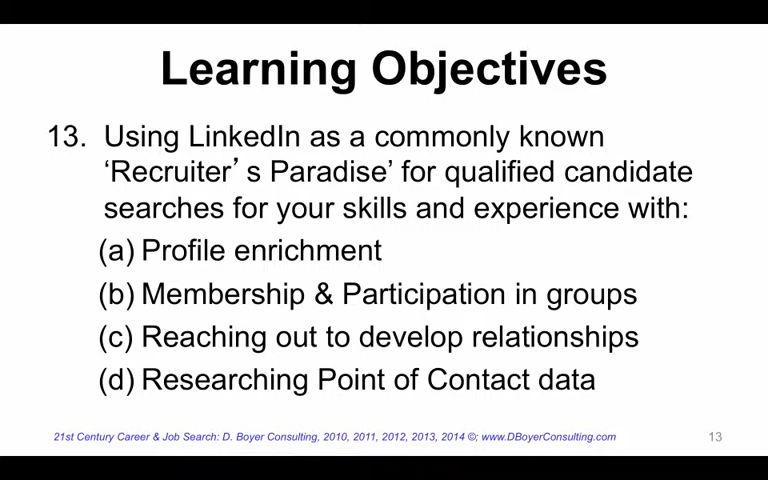 Learning Objectives
13. Using LinkedIn as a commonly known
‘Recruiter’s Paradise’ for qualified candidate
searches for your skills and experience with:
(a) Profile enrichment
(b) Membership & Participation in groups
(c) Reaching out to develop relationships
(d) Researching Point of Contact data
21st Century Career & Job Search: D. Boyer Consulting, 2010, 2011, 2012, 2013, 2014 ©; www.DBoyerConsulting.com
13